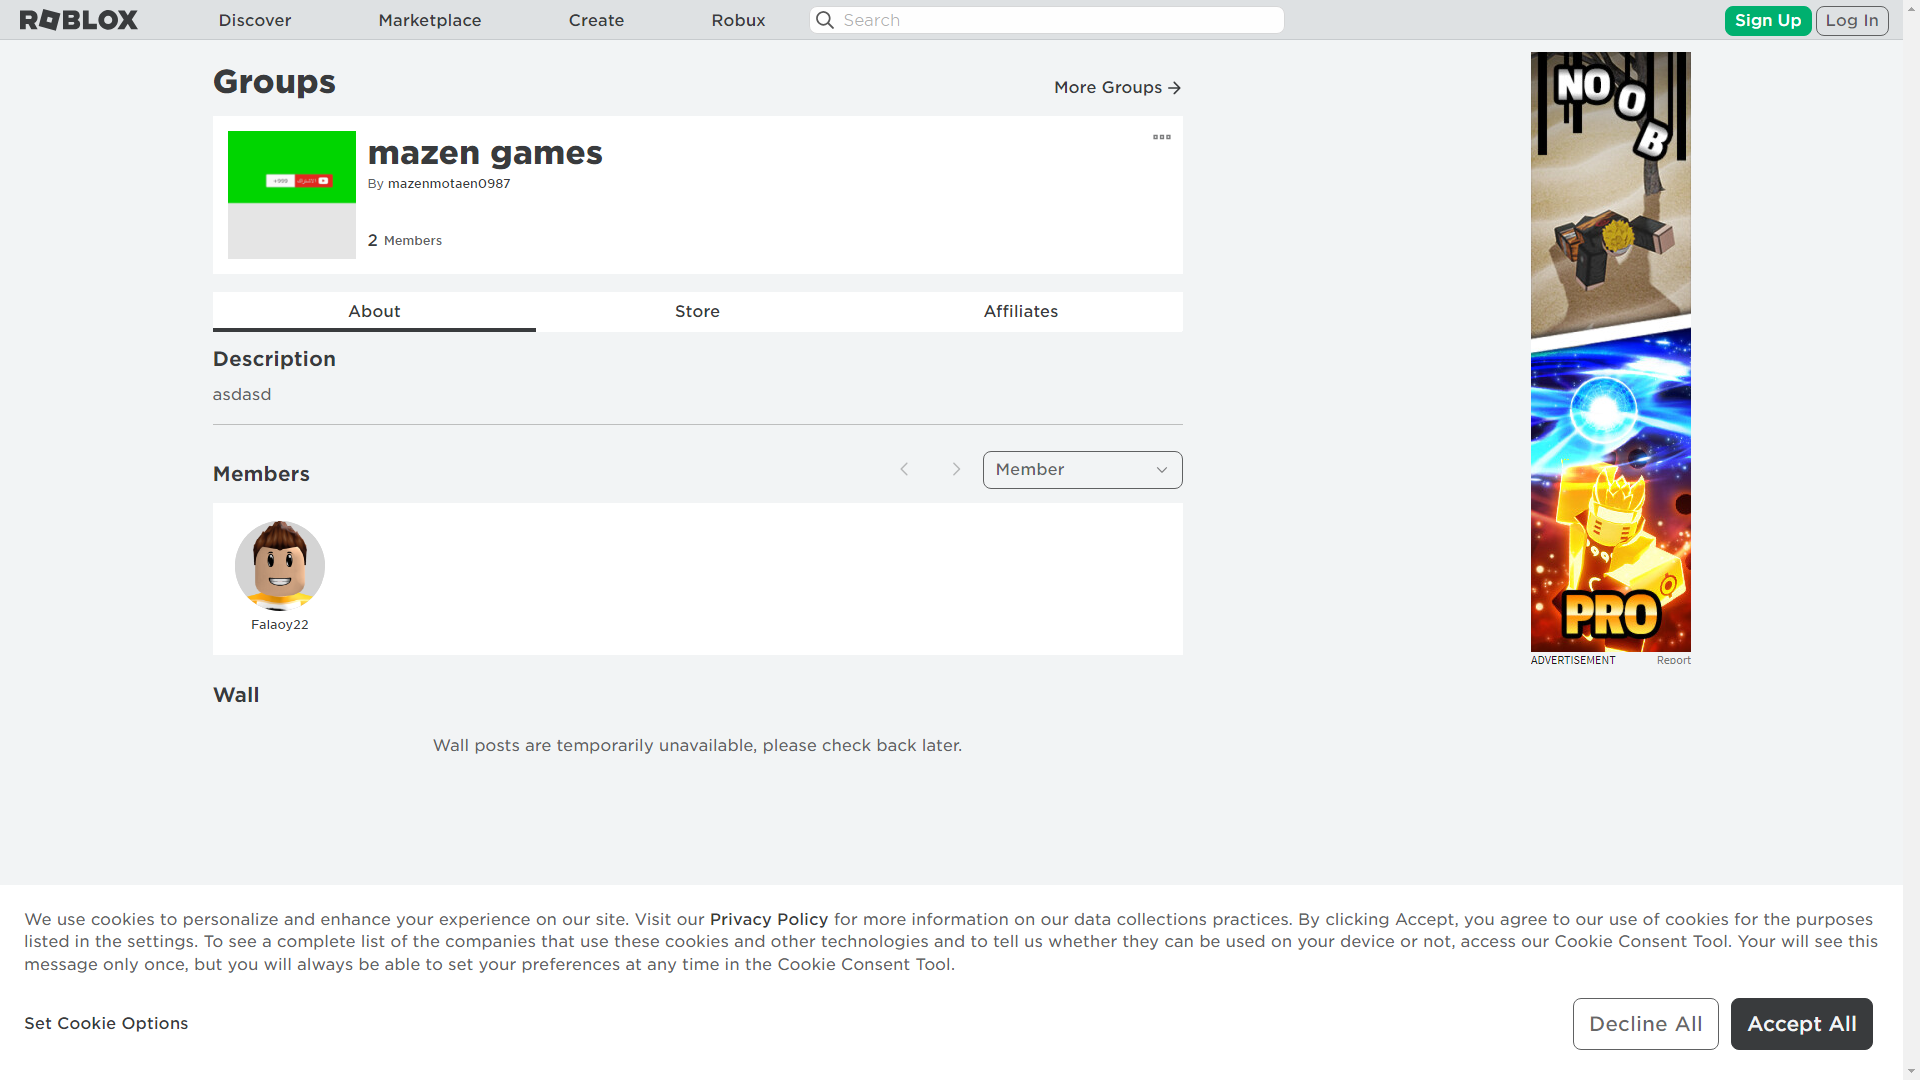 ROBLOX
Discover
Marketplace
Create
Robux
Search
Sign Up
Log In
Groups
More Groups
mazen games
By mazenmotaen0987
2 Members
+999
About
Store
Affiliates
Description
asdasd
Members
Member
Falaoy22
Wall
Wall posts are temporarily unavailable, please check back later.
NOOB
PRO
ADVERTISEMENT
Report
We use cookies to personalize and enhance your experience on our site. Visit our Privacy Policy for more information on our data collections practices. By clicking Accept, you agree to our use of cookies for the purposes
listed in the settings. To see a complete list of the companies that use these cookies and other technologies and to tell us whether they can be used on your device or not, access our Cookie Consent Tool. Your will see this
message only once, but you will always be able to set your preferences at any time in the Cookie Consent Tool.
Set Cookie Options
Decline All
Accept All